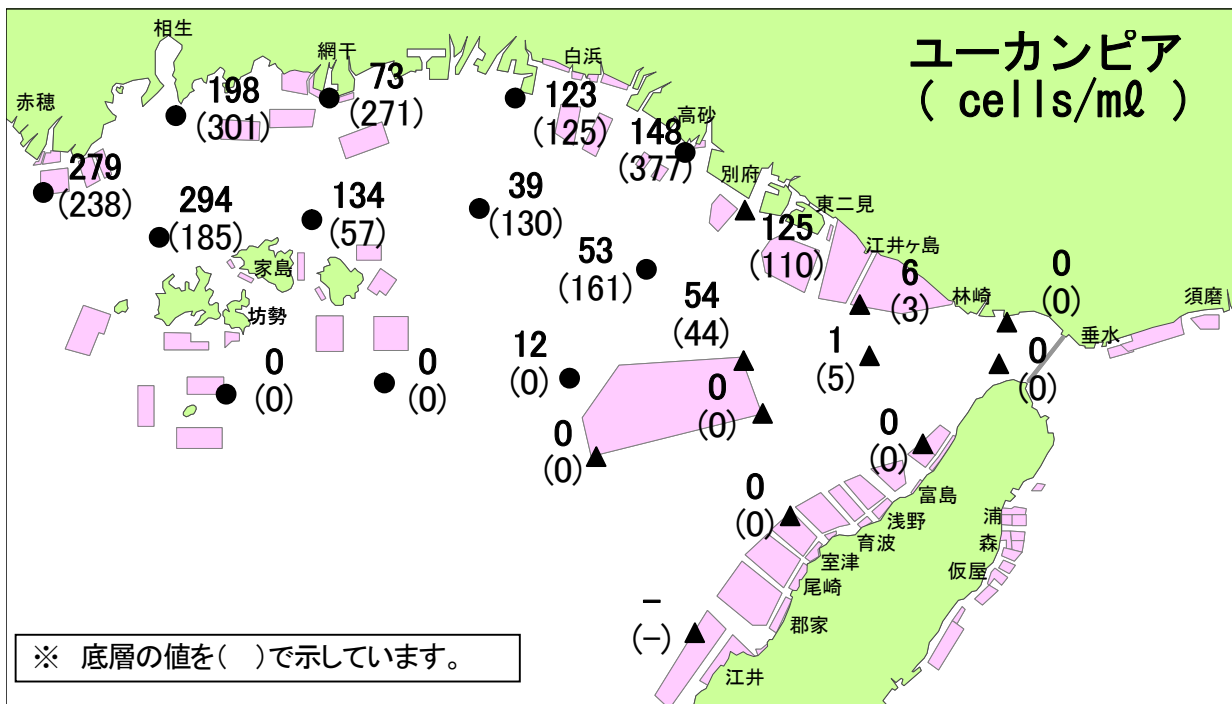 ユーカンピア
( cells/mℓ )
相生
網干
白浜
赤穂
高砂
別府
東二見
江井ヶ島
林崎
須磨
垂水
家島
坊勢
198
(301)
73
(271)
123
(125)
148
(377)
279
(238)
294
(185)
134
(57)
39
(130)
53
(161)
125
(110)
6
(3)
0
(0)
54
(44)
1
(5)
0
(0)
12
(0)
0
(0)
0
(0)
0
(0)
0
(0)
0
(0)
0
(0)
−
(−)
富島
浅野
育波
室津
尾崎
郡家
江井
浦
森
仮屋
※ 底層の値を( )で示しています。